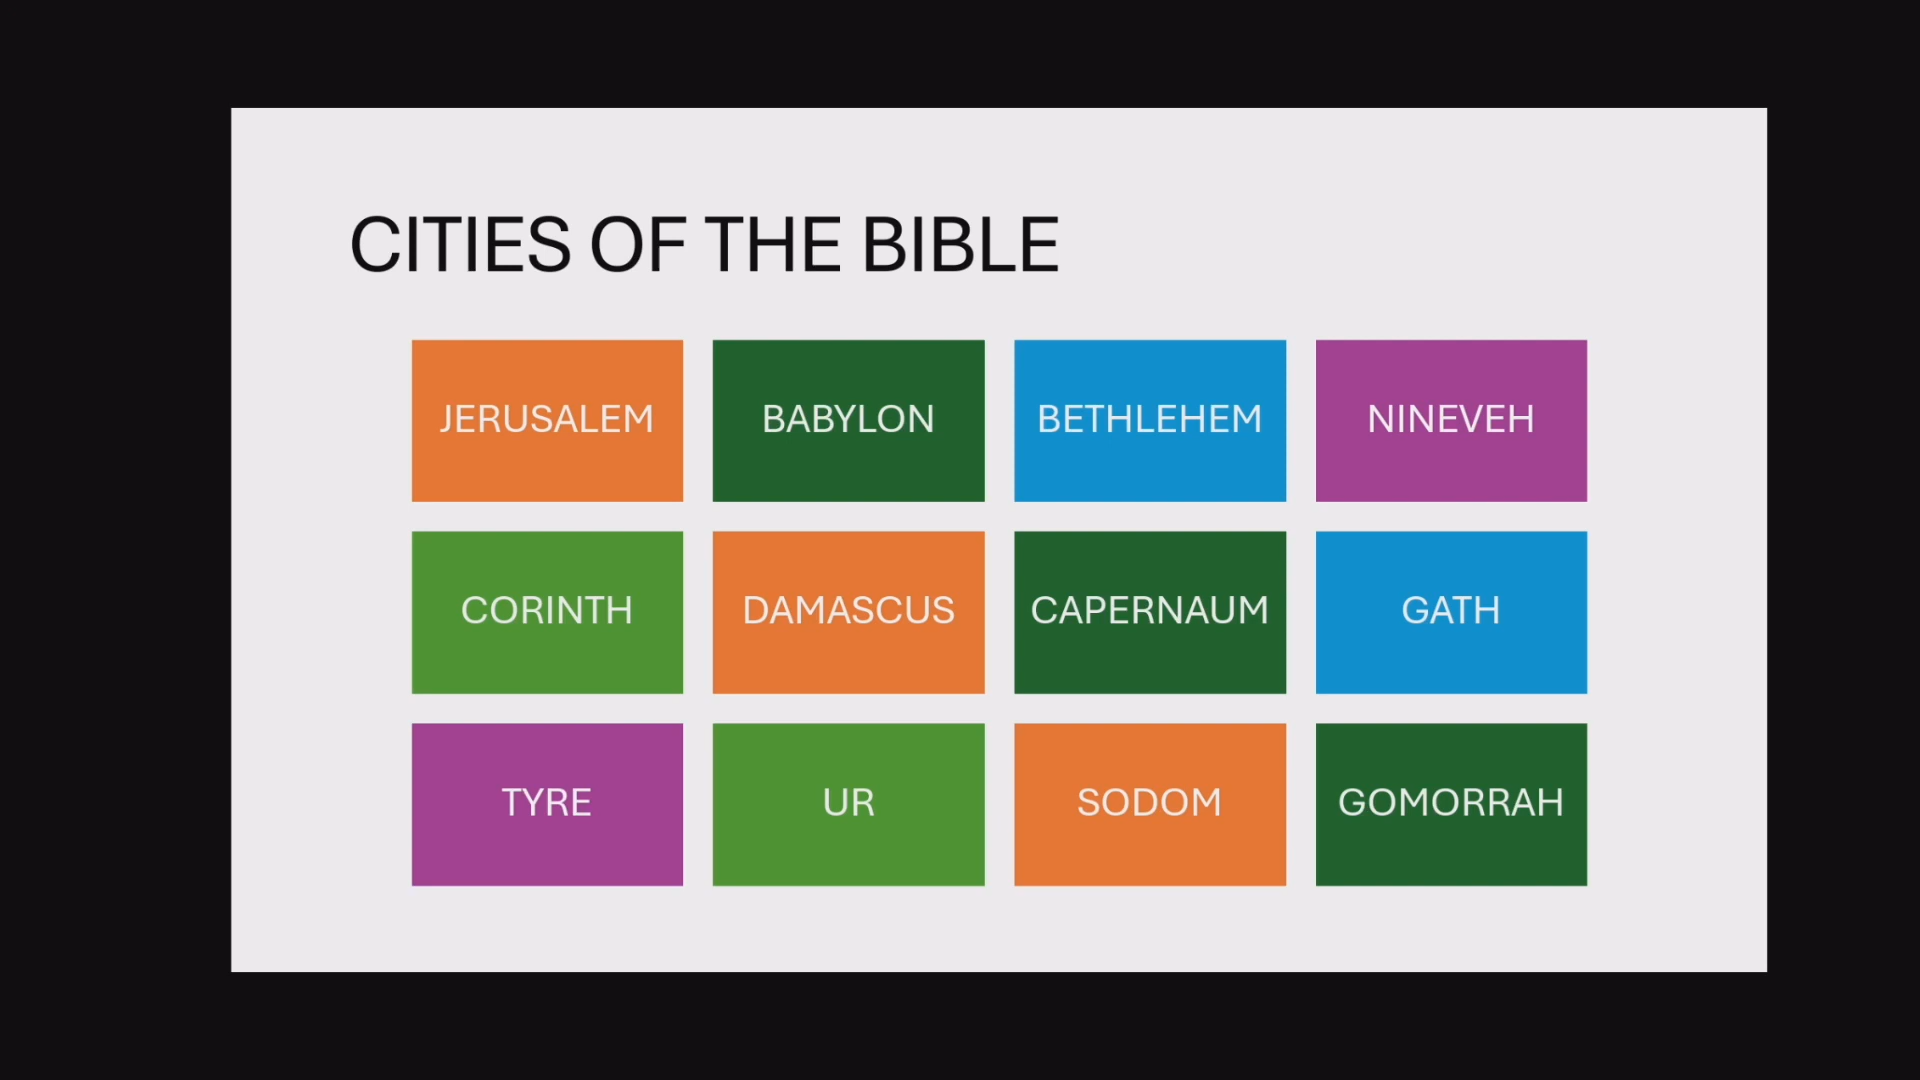 CITIES OF THE BIBLE
JERUSALEM
BABYLON
BETHLEHEM
NINEVEH
CORINTH
DAMASCUS
CAPERNAUM
GATH
TYRE
UR
SODOM
GOMORRAH